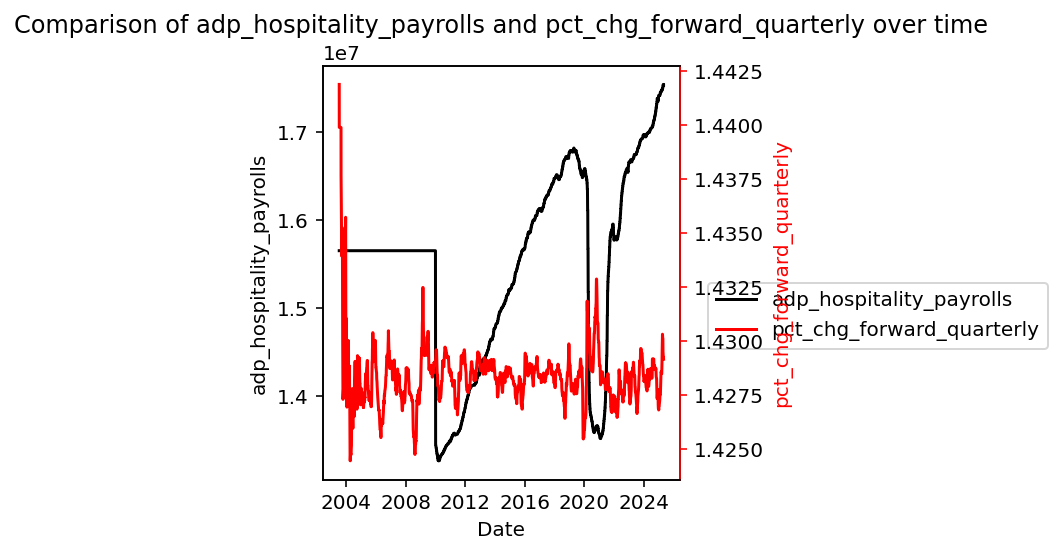 Comparison of adp_hospitality_payrolls and pct_chg_forward_quarterly over time
1e7
1.7
1.6
1.5
1.4
adp_hospitality_payrolls
2004 2008 2012 2016 2020 2024
Date
1.4425
1.4400
1.4375
1.4350
1.4325
1.4300
1.4275
1.4250
pct_chg_forward_quarterly
adp_hospitality_payrolls
pct_chg_forward_quarterly